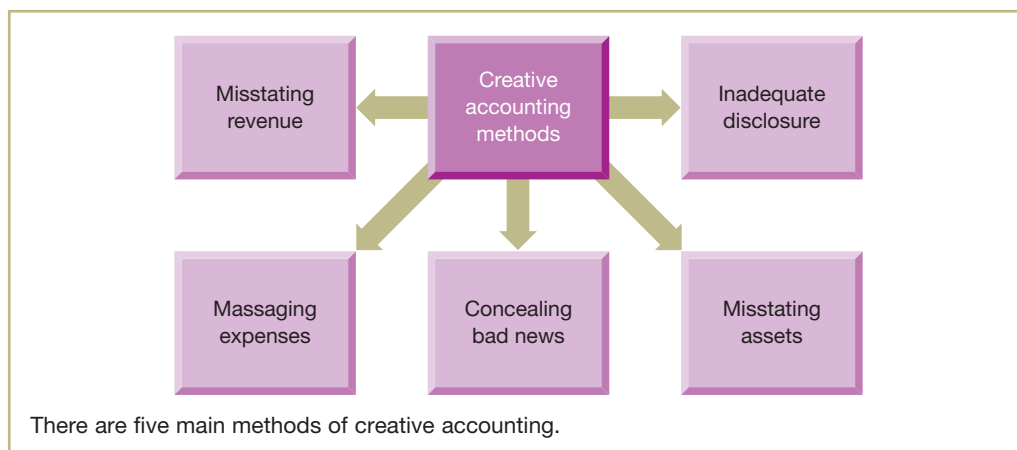 Misstating
revenue
Creative
accounting
methods
Inadequate
disclosure
Massaging
expenses
Concealing
bad news
Misstating
assets
There are five main methods of creative accounting.